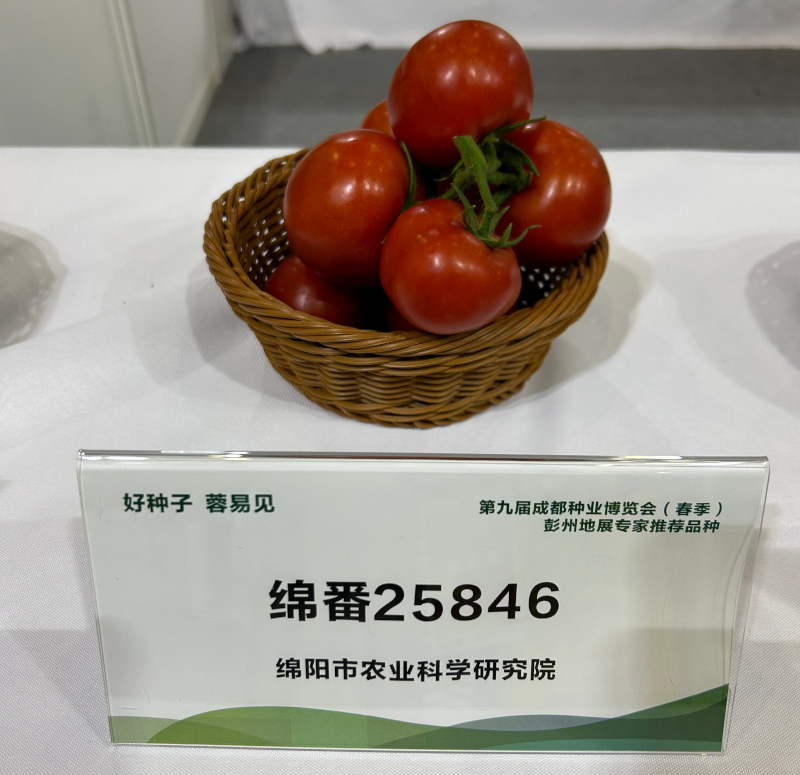 好种子 蓉易见
第九届成都种业博览会（春季）
彭州地展专家推荐品种
绵番25846
绵阳市农业科学研究院